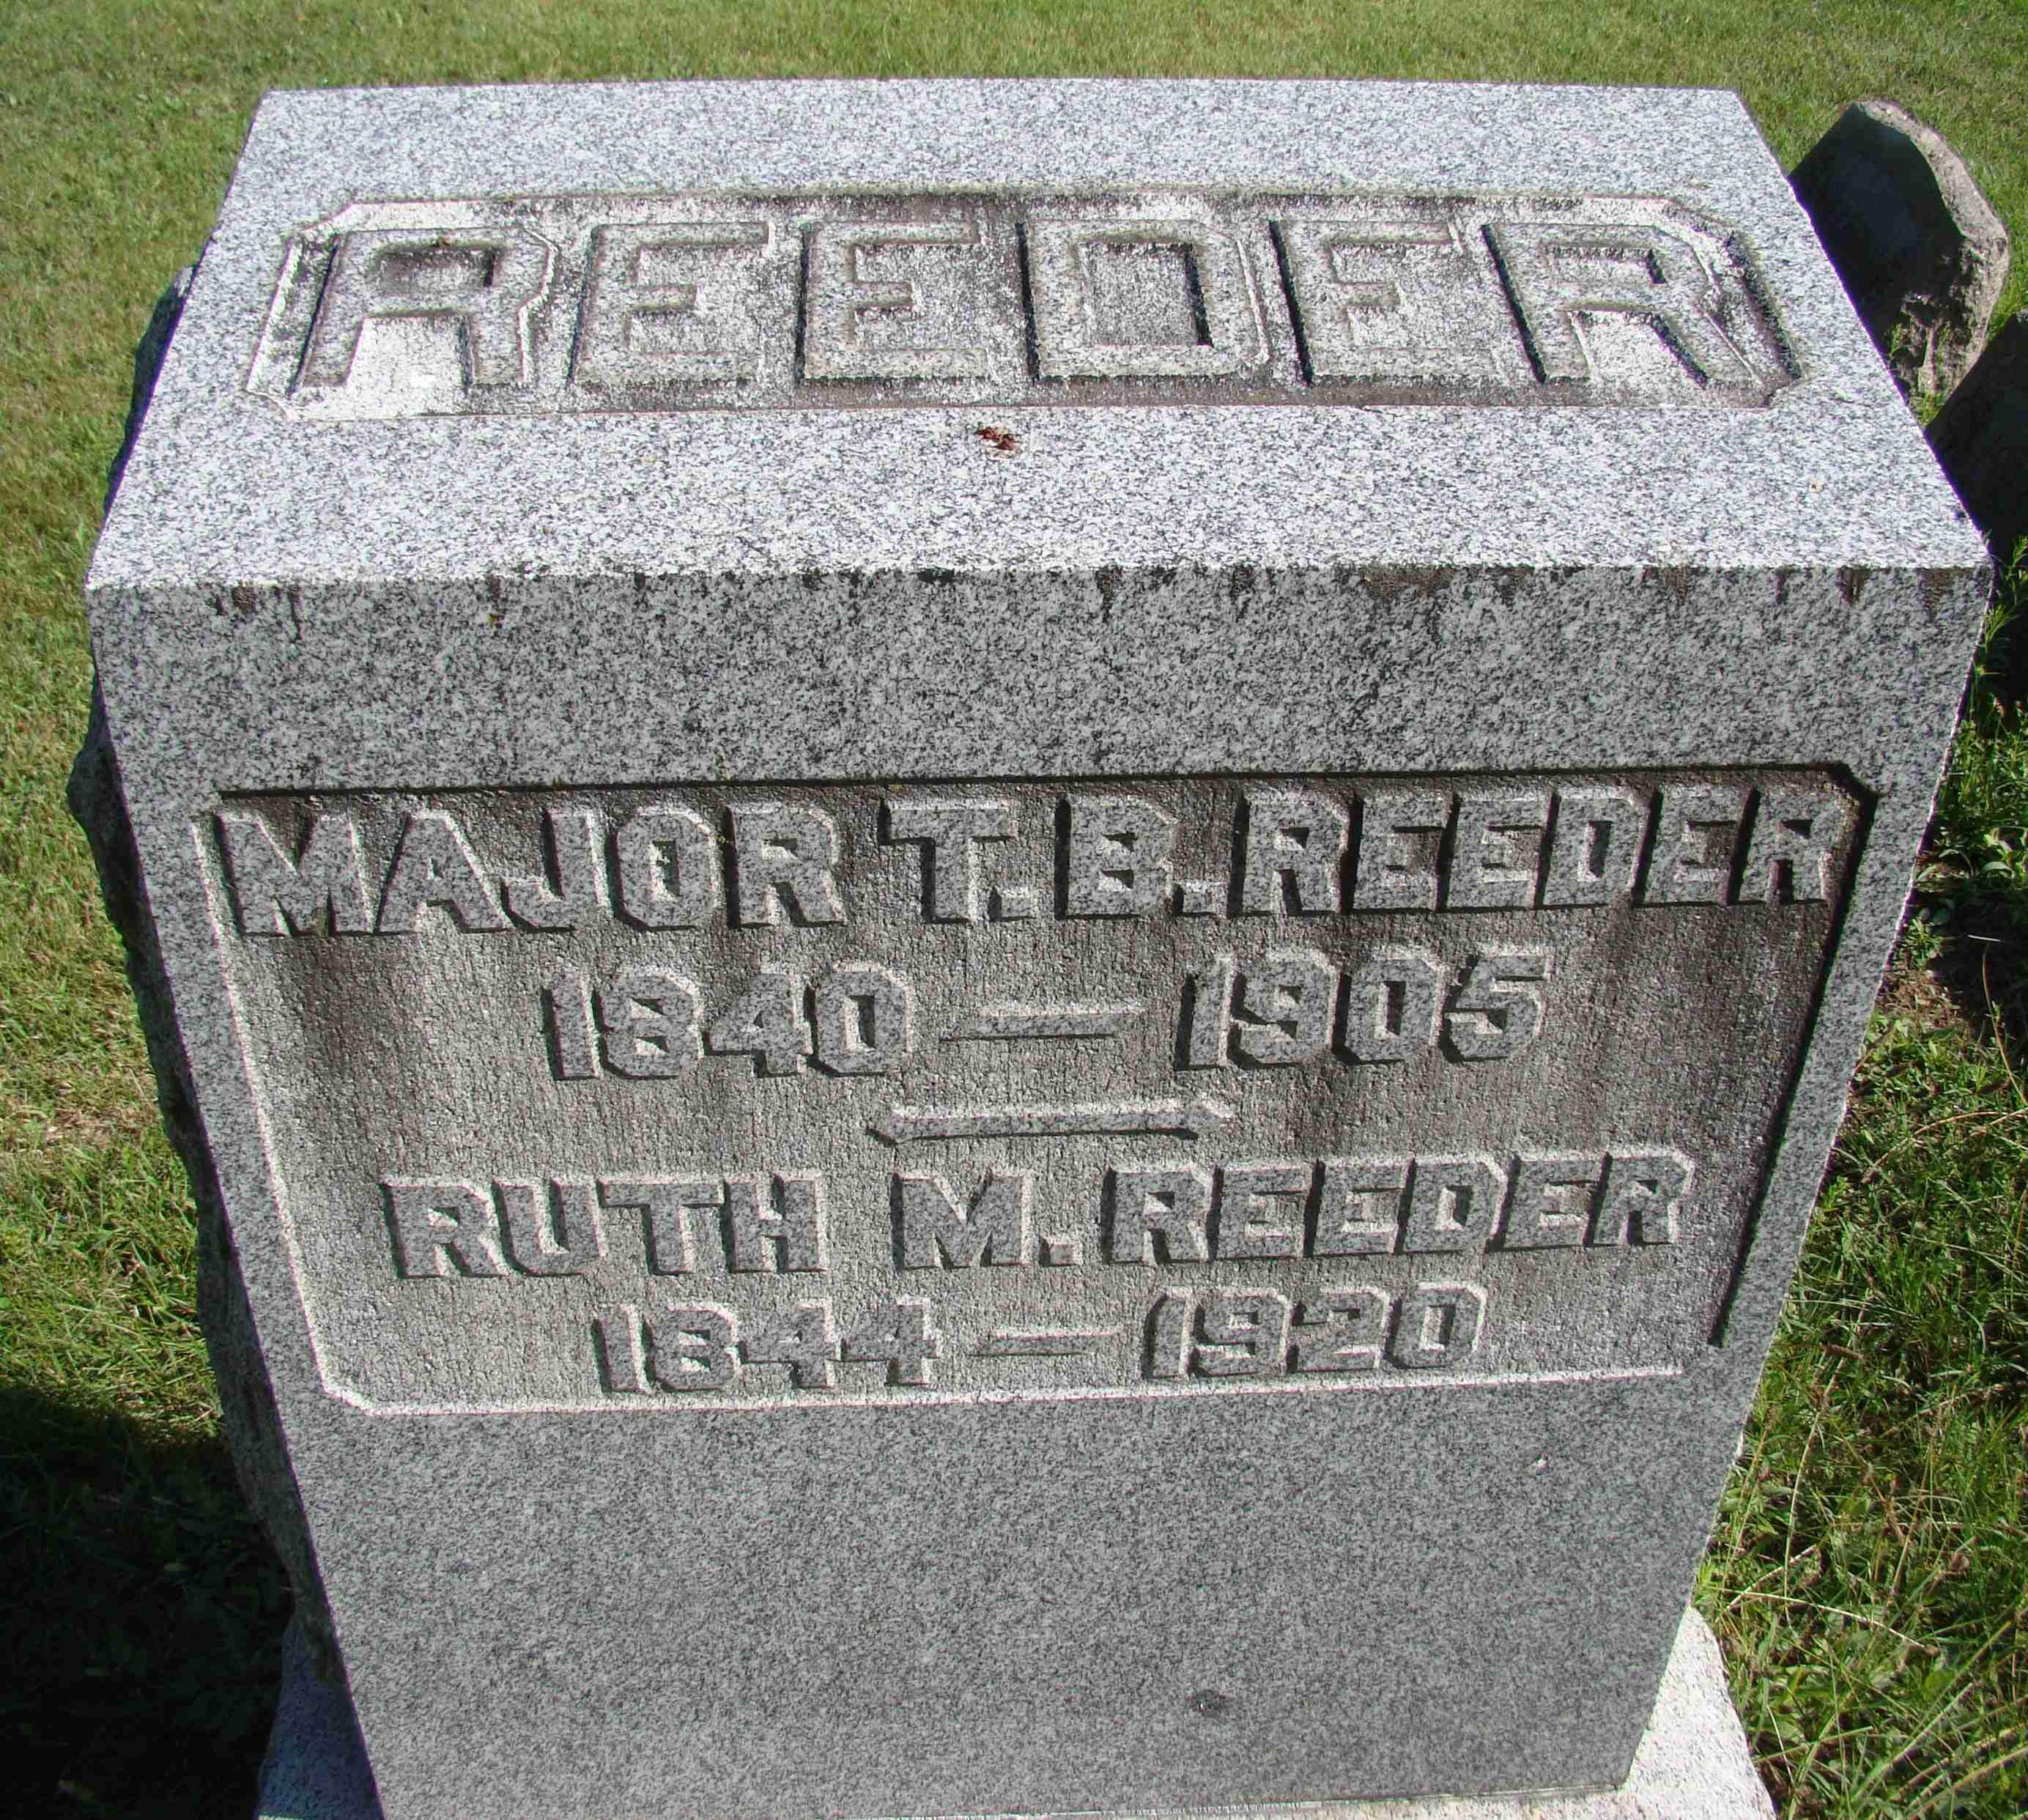 REEDER
MAJOR T. B. REEDER
1840 — 1905
RUTH M. REEDER
1844 — 1920